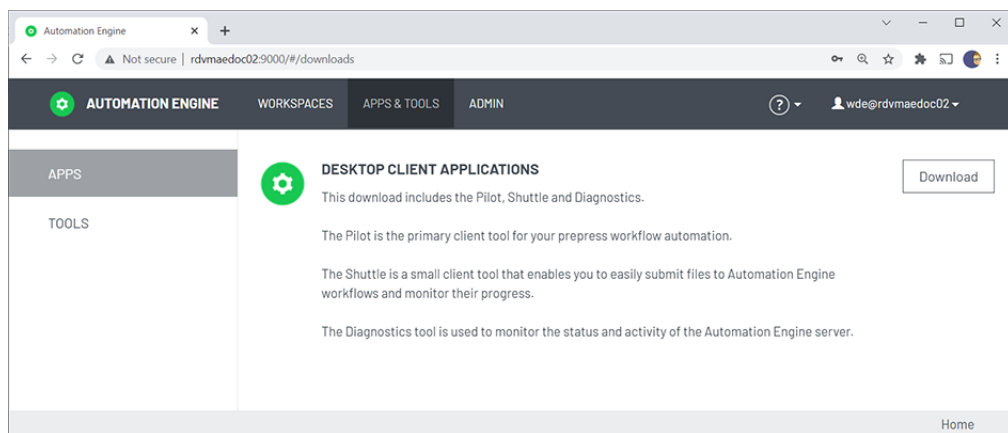 Automation Engine
Not secure | rdvmaedoc02:9000/#/downloads
AUTOMATION ENGINE WORKSPACES APPS & TOOLS ADMIN ? wde@rdvmaedoc02
APPS
TOOLS
DESKTOP CLIENT APPLICATIONS
Download
This download includes the Pilot, Shuttle and Diagnostics.
The Pilot is the primary client tool for your prepress workflow automation.
The Shuttle is a small client tool that enables you to easily submit files to Automation Engine
workflows and monitor their progress.
The Diagnostics tool is used to monitor the status and activity of the Automation Engine server.
Home